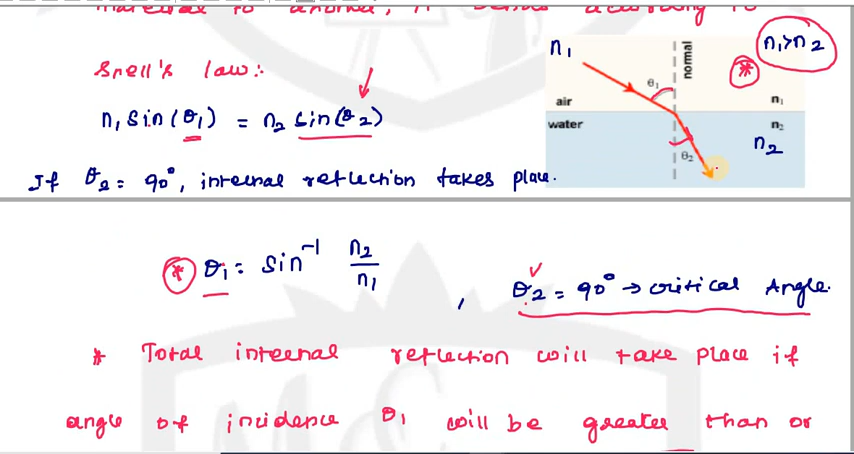 Snell's law:
n1 sin(θ1) = n2 sin(θ2)
If θ2 = 90°, internal reflection takes place.
n1
θ1
normal
air
n1
water
n2
θ2
n2
* n1>n2
* θ1 = sin⁻¹ n2/n1 , θ2 = 90° → critical Angle.
* Total internal reflection will take place if
angle of incidence θ1 will be greater than or